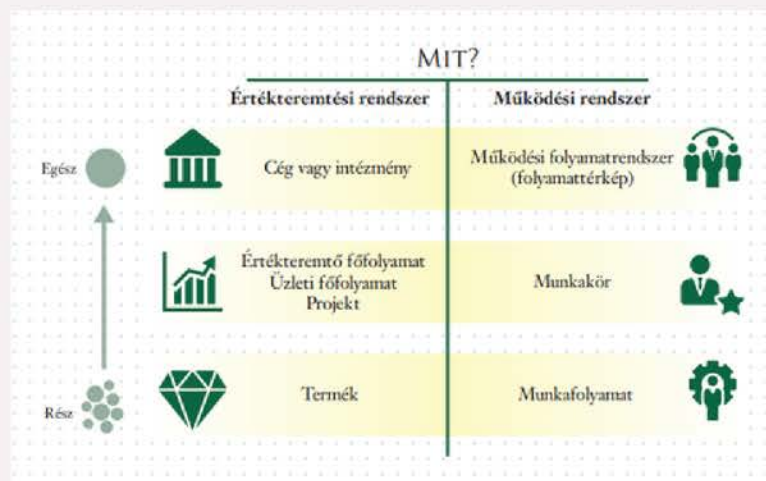 MIT?
Értékteremtési rendszer
Működési rendszer
Egész
Cég vagy intézmény
Működési folyamatrendszer
(folyamattérkép)
Értékteremtő főfolyamat
Üzleti főfolyamat
Projekt
Munkakör
Rész
Termék
Munkafolyamat